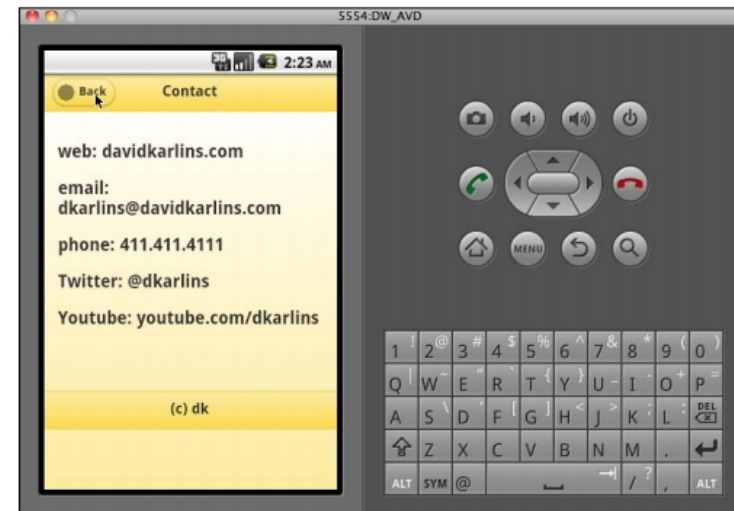 5554:DW_AVD
3G 2:23 AM
Back Contact
web: davidkarlins.com
email:
dkarlins@davidkarlins.com
phone: 411.411.4111
Twitter: @dkarlins
Youtube: youtube.com/dkarlins
(c) dk
MENU
1 ! 2 @ 3 # 4 $ 5 % 6 ^ 7 & 8 * 9 ( 0 )
Q | W ~ E " R ` T { Y } U _ I - O + P =
A S \ D ' F [ G ] H < J > K ; L : DEL
Z X C V B N M .
ALT SYM @ / ? , ALT